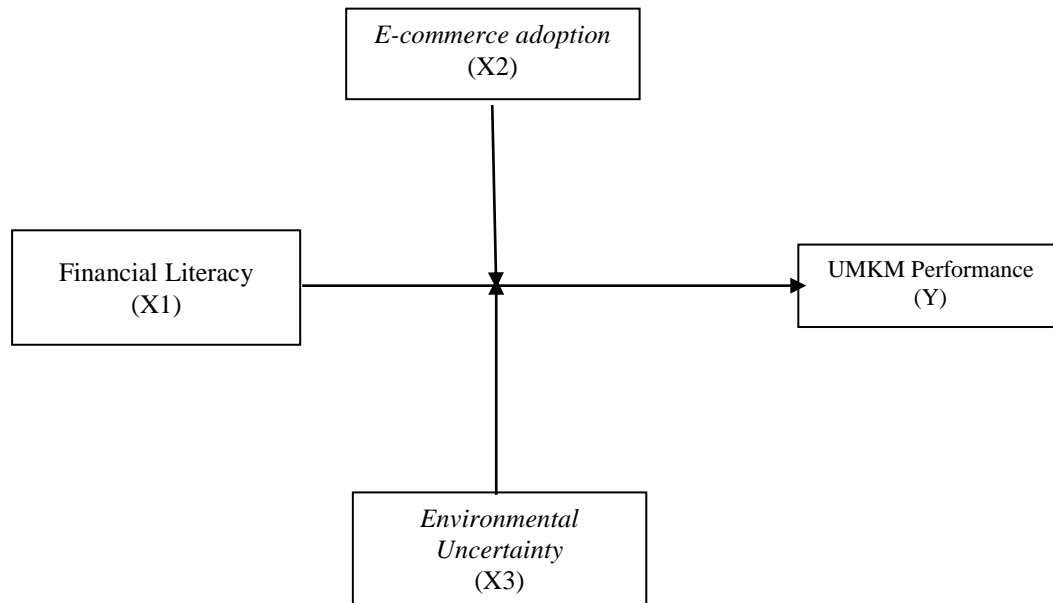 E-commerce adoption
(X2)
Financial Literacy
(X1)
UMKM Performance
(Y)
Environmental
Uncertainty
(X3)